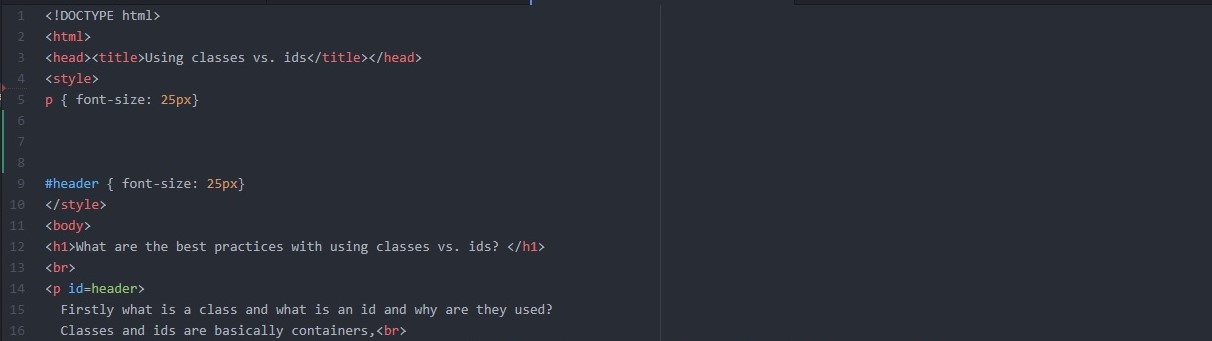 1 <!DOCTYPE html>
2 <html>
3 <head><title>Using classes vs. ids</title></head>
4 <style>
5 p { font-size: 25px}
6
7
8
9 #header { font-size: 25px}
10 </style>
11 <body>
12 <h1>What are the best practices with using classes vs. ids? </h1>
13 <br>
14 <p id=header>
15   Firstly what is a class and what is an id and why are they used?
16   Classes and ids are basically containers,<br>